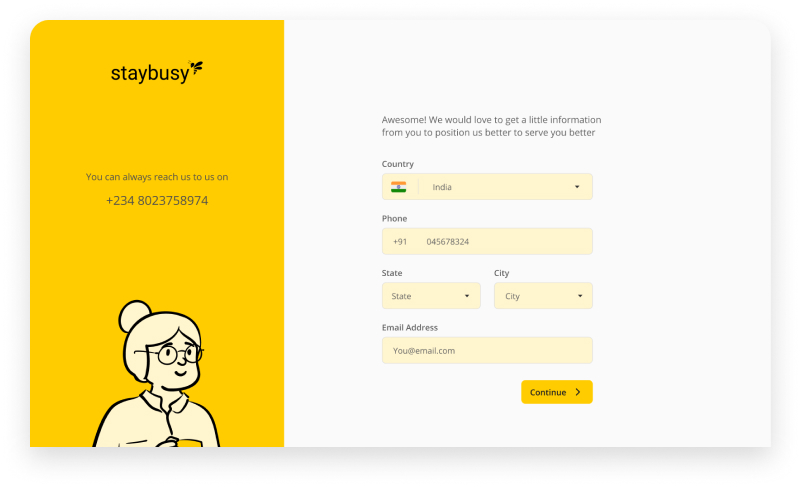 staybusy
You can always reach us to us on
+234 8023758974
Awesome! We would love to get a little information
from you to position us better to serve you better
Country
India
Phone
+91 045678324
State City
State City
Email Address
You@email.com
Continue